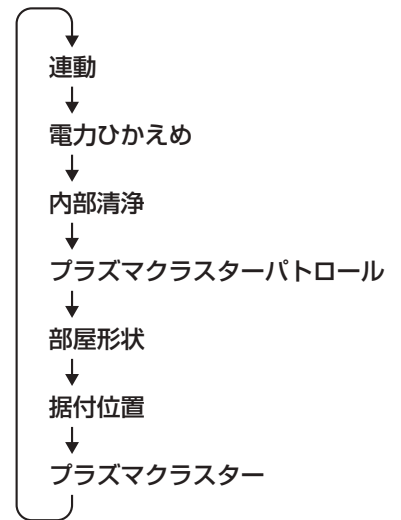 連動
電力ひかえめ
内部清浄
プラズマクラスターパトロール
部屋形状
据付位置
プラズマクラスター